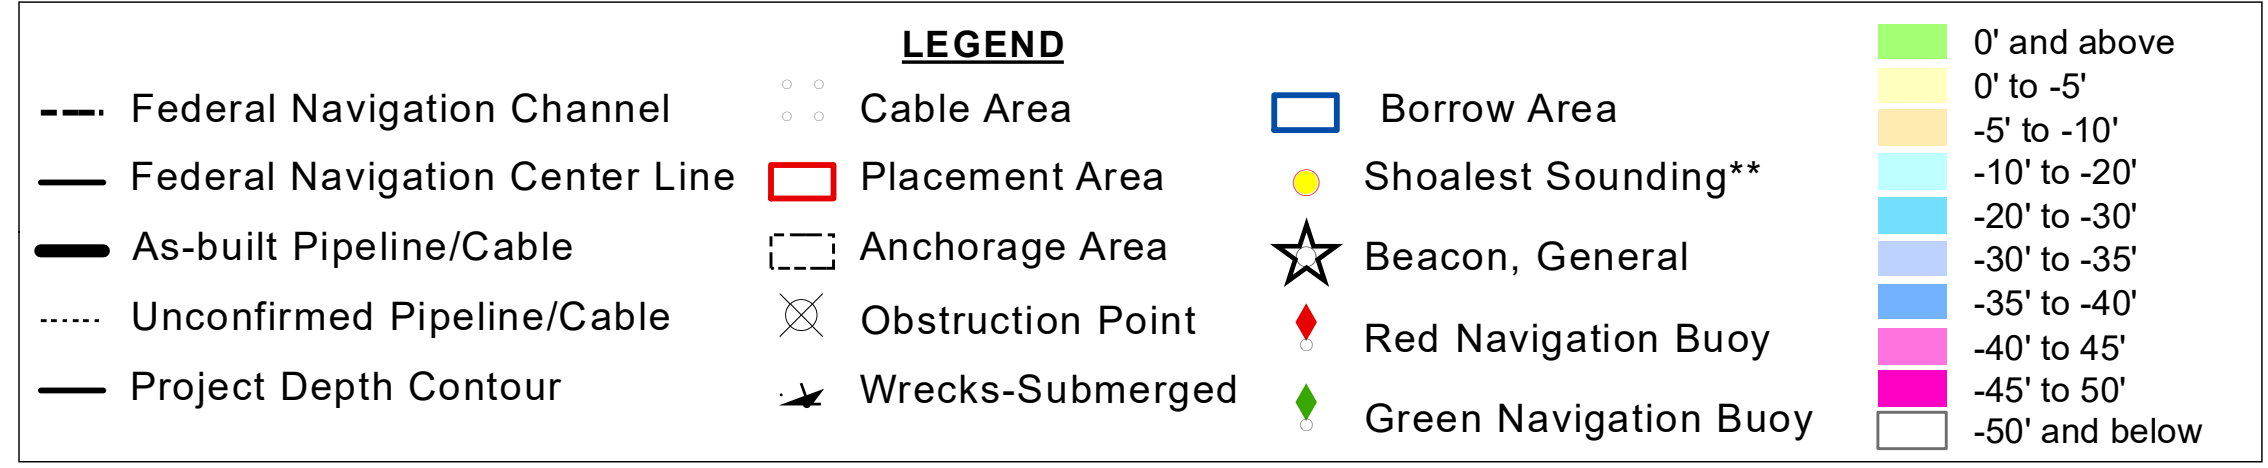 LEGEND
Federal Navigation Channel
Federal Navigation Center Line
As-built Pipeline/Cable
Unconfirmed Pipeline/Cable
Project Depth Contour
Cable Area
Placement Area
Anchorage Area
Obstruction Point
Wrecks-Submerged
Borrow Area
Shoalest Sounding**
Beacon, General
Red Navigation Buoy
Green Navigation Buoy
0' and above
0' to -5'
-5' to -10'
-10' to -20'
-20' to -30'
-30' to -35'
-35' to -40'
-40' to 45'
-45' to 50'
-50' and below